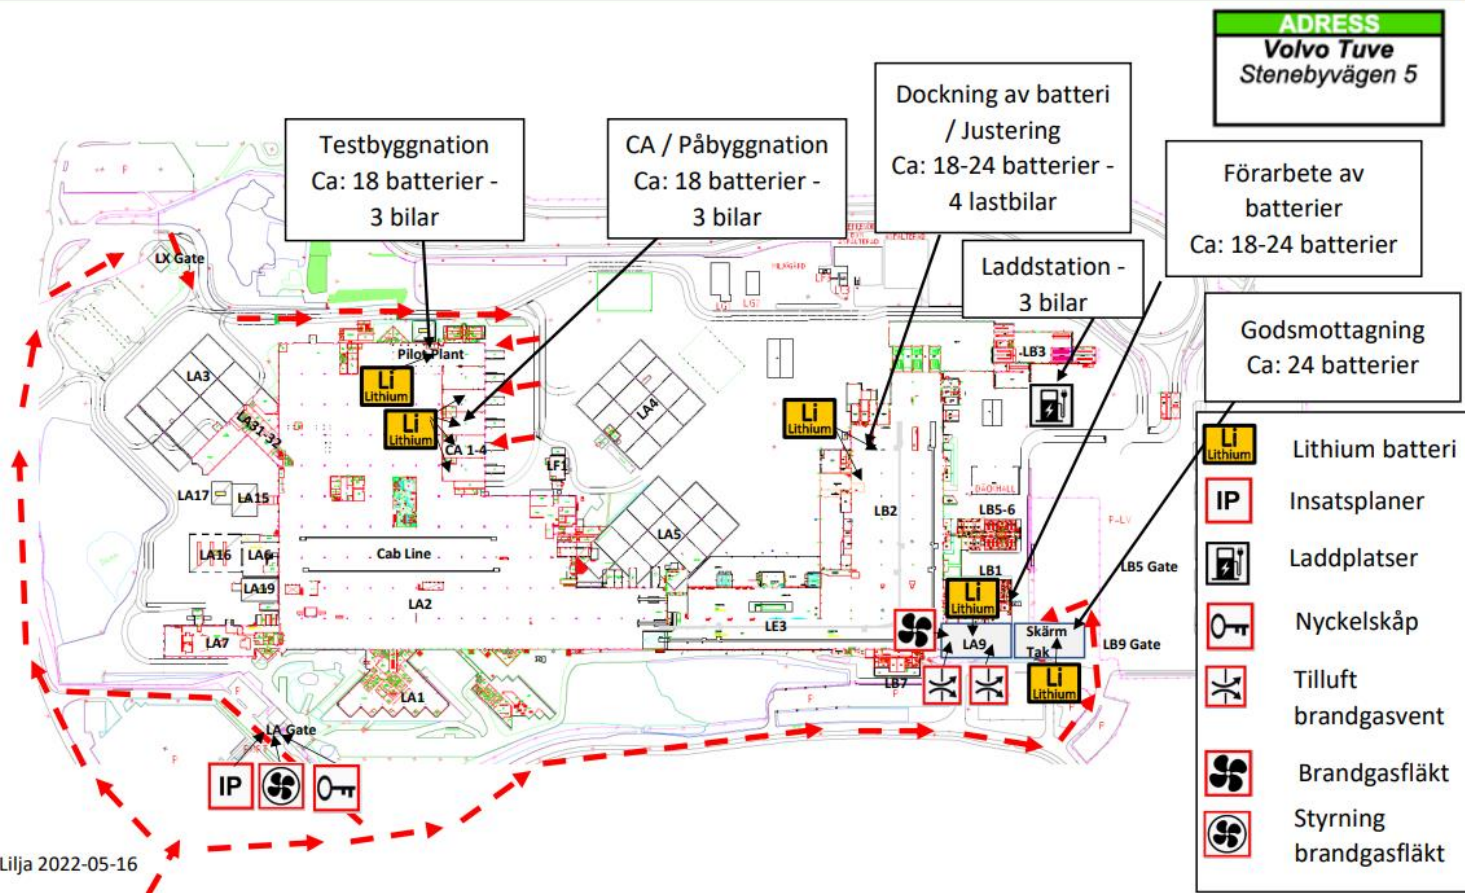 ADRESS
Volvo Tuve
Stenebyvägen 5
Dockning av batteri
/ Justering
Ca: 18-24 batterier -
4 lastbilar
Testbyggnation
Ca: 18 batterier -
3 bilar
CA / Påbyggnation
Ca: 18 batterier -
3 bilar
Förarbete av
batterier
Ca: 18-24 batterier
Laddstation -
3 bilar
Godsmottagning
Ca: 24 batterier
LX Gate
Pilot Plant
Li
Lithium
Li
Lithium
CA 1-4
LA3
LA31-32
LA17
LA15
LA16
LA6
LA19
LA7
Cab Line
LA2
LA1
LA Gate
LF1
LA4
LA5
LE3
Li
Lithium
LB2
LB3
LB5-6
LB1
Li
Lithium
LB5 Gate
LA9
Skärm
Tak
LB9 Gate
LB7
Li
Lithium
IP
Li
Lithium
Lithium batteri
IP
Insatsplaner
Laddplatser
Nyckelskåp
Tilluft
brandgasvent
Brandgasfläkt
Styrning
brandgasfläkt
Lilja 2022-05-16